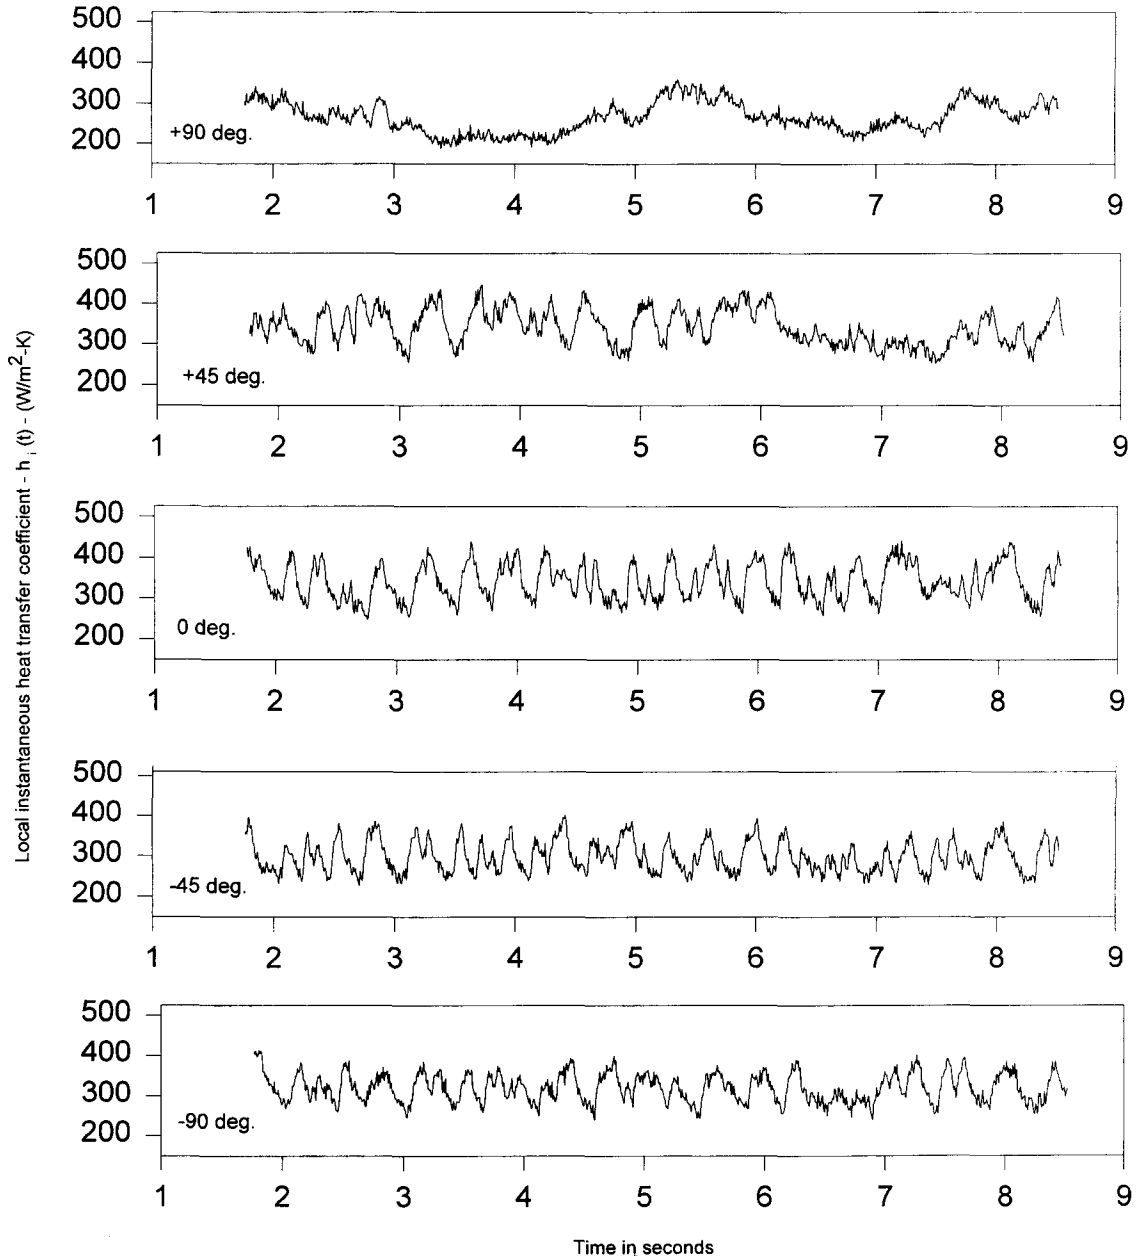 Local instantaneous heat transfer coefficient - h i (t) - (W/m²-K)
500
400
300
200
+90 deg.
1 2 3 4 5 6 7 8 9
500
400
300
200
+45 deg.
1 2 3 4 5 6 7 8 9
500
400
300
200
0 deg.
1 2 3 4 5 6 7 8 9
500
400
300
200
-45 deg.
1 2 3 4 5 6 7 8 9
500
400
300
200
-90 deg.
1 2 3 4 5 6 7 8 9
Time in seconds